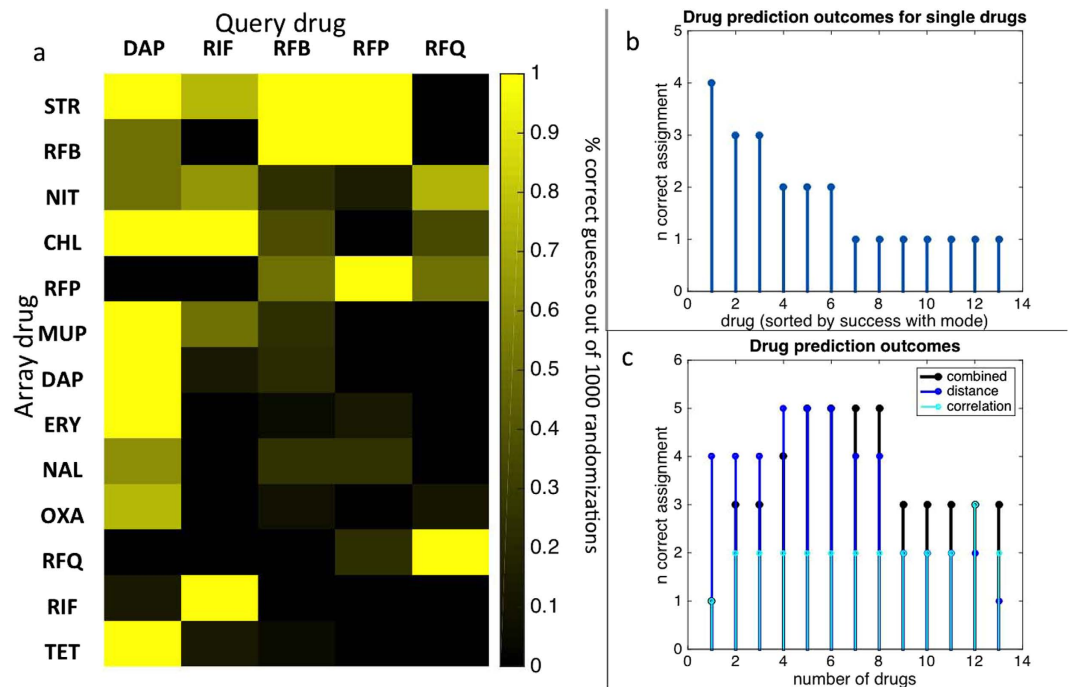 Query drug
a
DAP RIF RFB RFP RFQ
Array drug
STR
RFB
NIT
CHL
RFP
MUP
DAP
ERY
NAL
OXA
RFQ
RIF
TET
1
0.9
0.8
0.7
0.6
0.5
0.4
0.3
0.2
0.1
0
% correct guesses out of 1000 randomizations
b
Drug prediction outcomes for single drugs
n correct assignment
5
4
3
2
1
0
0 2 4 6 8 10 12 14
drug (sorted by success with mode)
c
Drug prediction outcomes
n correct assignment
6
5
4
3
2
1
0
combined
distance
correlation
0 2 4 6 8 10 12 14
number of drugs